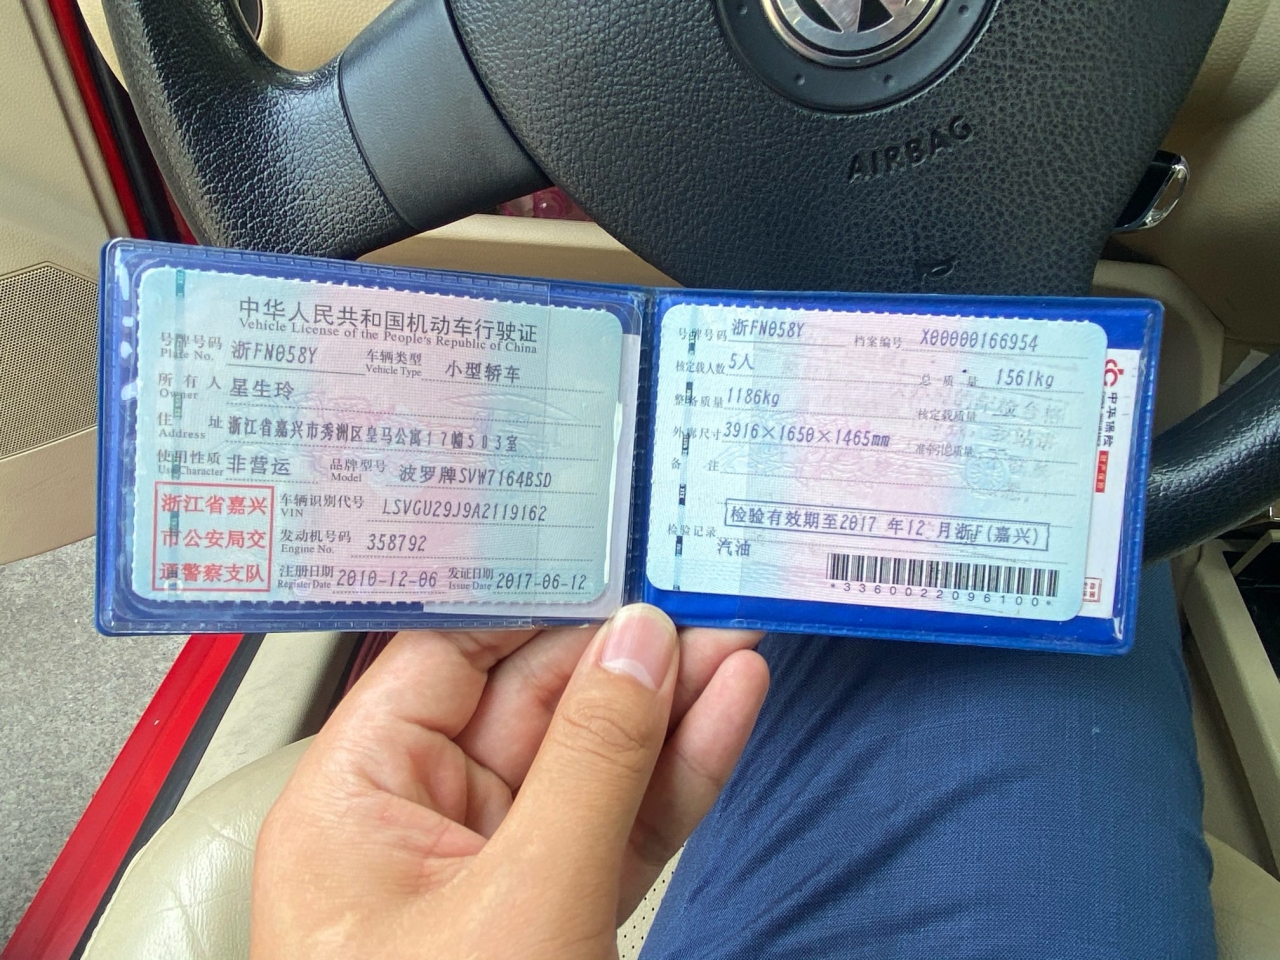 AIRBAG
中华人民共和国机动车行驶证
Vehicle License of the People's Republic of China
号牌号码 浙FN058Y 车辆类型 小型轿车
Plate No. Vehicle Type
所有人 星生玲
Owner
住址 浙江省嘉兴市秀洲区皇马公寓17幢503室
Address
使用性质 非营运 品牌型号 波罗牌SVW7164BSD
Use Character Model
浙江省嘉兴
市公安局交
通警察支队
车辆识别代号 LSVGU29J9A2119162
VIN
发动机号码 358792
Engine No.
注册日期 2010-12-06 发证日期 2017-06-12
Register Date Issue Date
号牌号码 浙FN058Y 档案编号 X00000166954
核定载人数 5人 总质量 1561kg
整备质量 1186kg 核定载质量
外廓尺寸 3916×1650×1465mm 准牵引总质量
备注
检验有效期至2017年12月浙F(嘉兴)
检验记录
汽油
*3360022096100*